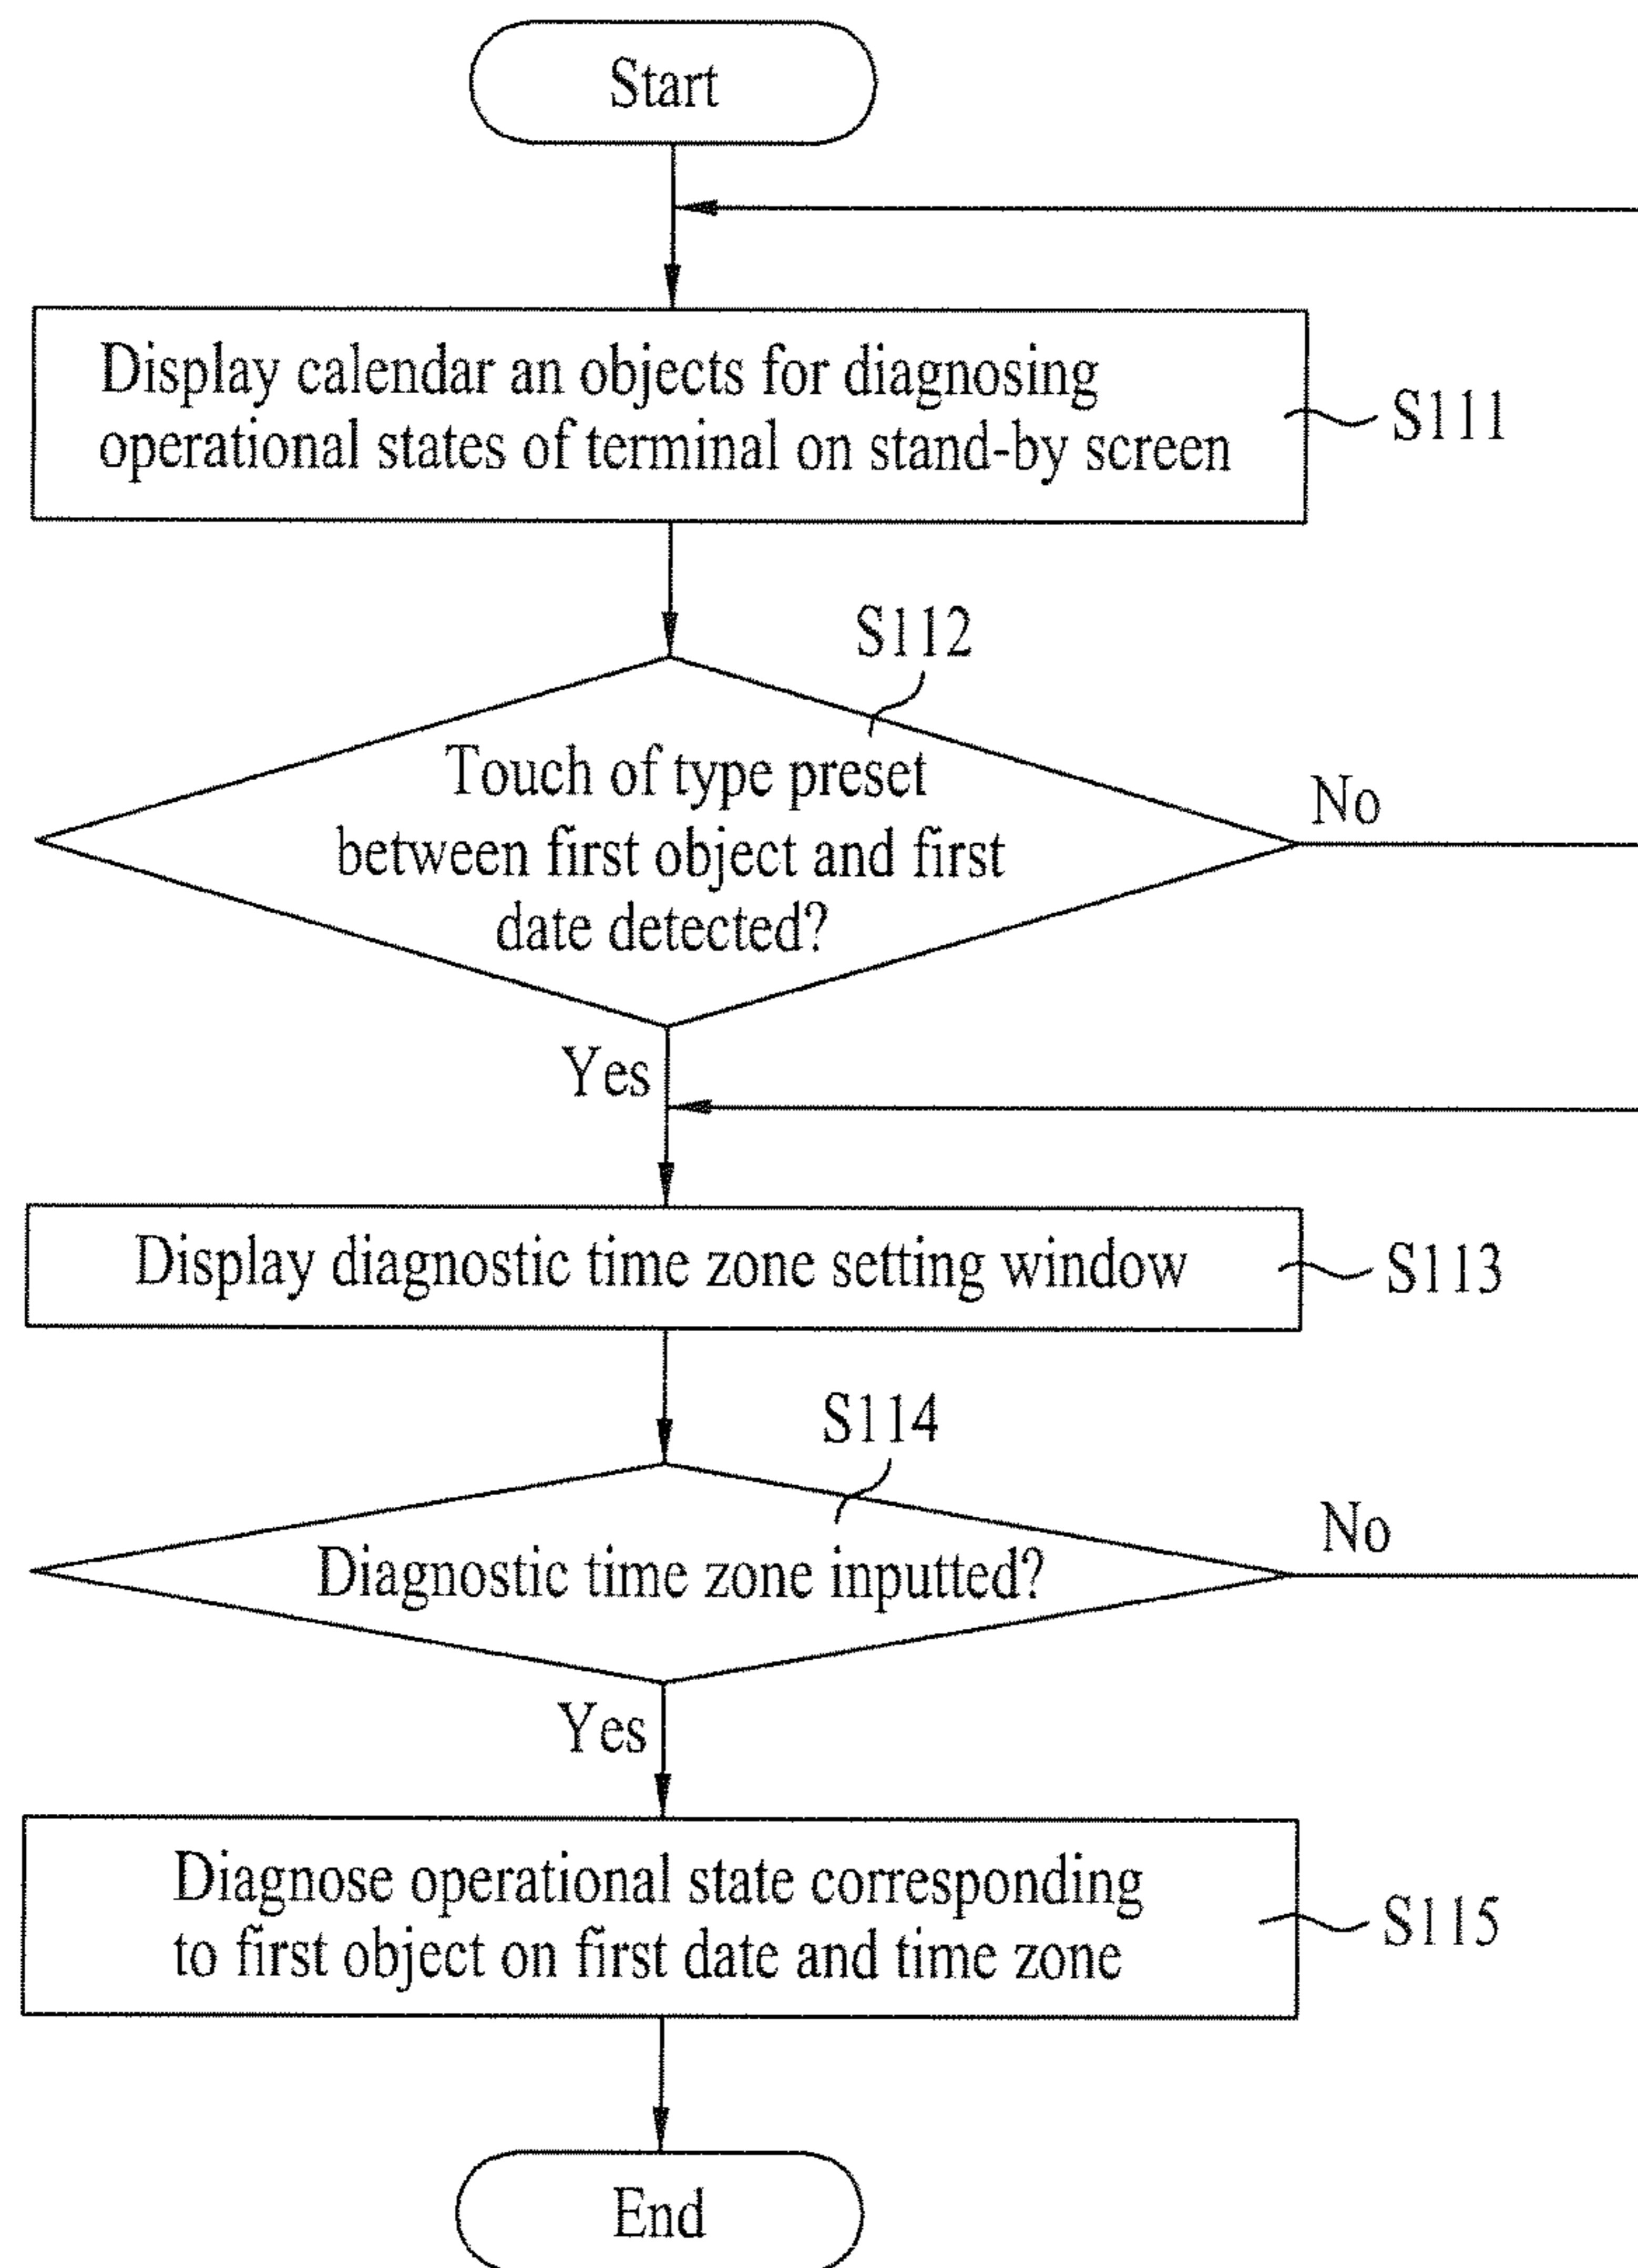 Start
Display calendar an objects for diagnosing
operational states of terminal on stand-by screen
S111
S112
Touch of type preset
between first object and first
date detected?
No
Yes
Display diagnostic time zone setting window
S113
S114
Diagnostic time zone inputted?
No
Yes
Diagnose operational state corresponding
to first object on first date and time zone
S115
End